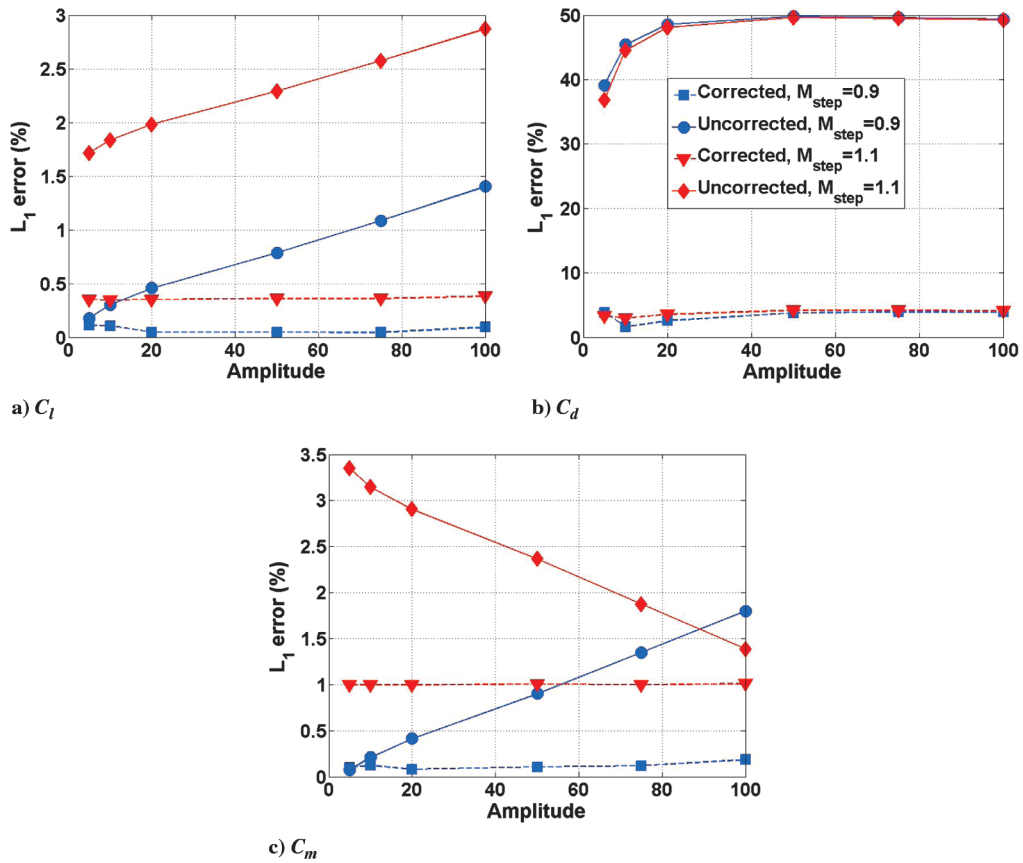 3
2.5
2
1.5
1
0.5
0
L1 error (%)
0 20 40 60 80 100
Amplitude
a) Cl
50
40
30
20
10
0
L1 error (%)
Corrected, Mstep=0.9
Uncorrected, Mstep=0.9
Corrected, Mstep=1.1
Uncorrected, Mstep=1.1
0 20 40 60 80 100
Amplitude
b) Cd
3.5
3
2.5
2
1.5
1
0.5
0
L1 error (%)
0 20 40 60 80 100
Amplitude
c) Cm